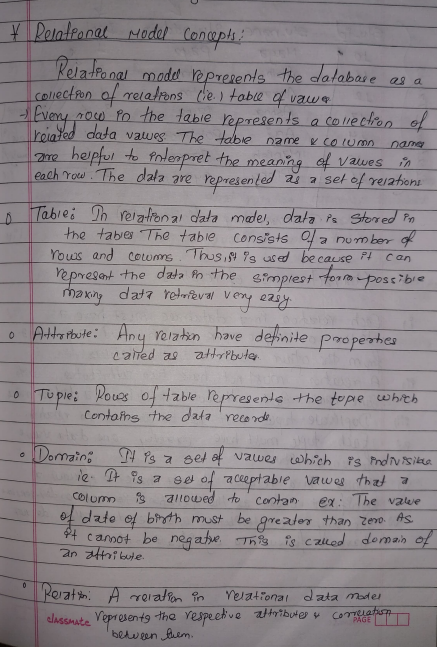 * Relational Model Concepts:
Relational model represents the database as a
collection of relations (ie.) table of value
→ Every row in the table represents a collection of
related data values The table name & column name
are helpful to interpret the meaning of values in
each row. The data are represented as a set of relations
o Table: In relational data model, data is stored in
the tables The table consists of a number of
rows and columns. Thus, it is used because it can
represent the data in the simplest form possible
making data retrieval very easy.
o Attribute: Any relation have definite properties
called as attributes
o Tuple: Rows of table represents the tople which
contains the data records.
o Domain: It is a set of values which is indivisible
ie. It is a set of acceptable values that a
column is allowed to contain ex: The value
of date of birth must be greater than zero. As
it cannot be negative. This is called domain of
an attribute.
o Relation: A relation in relational data model
represents the respective attributes & correlation
between them.
classmate
PAGE